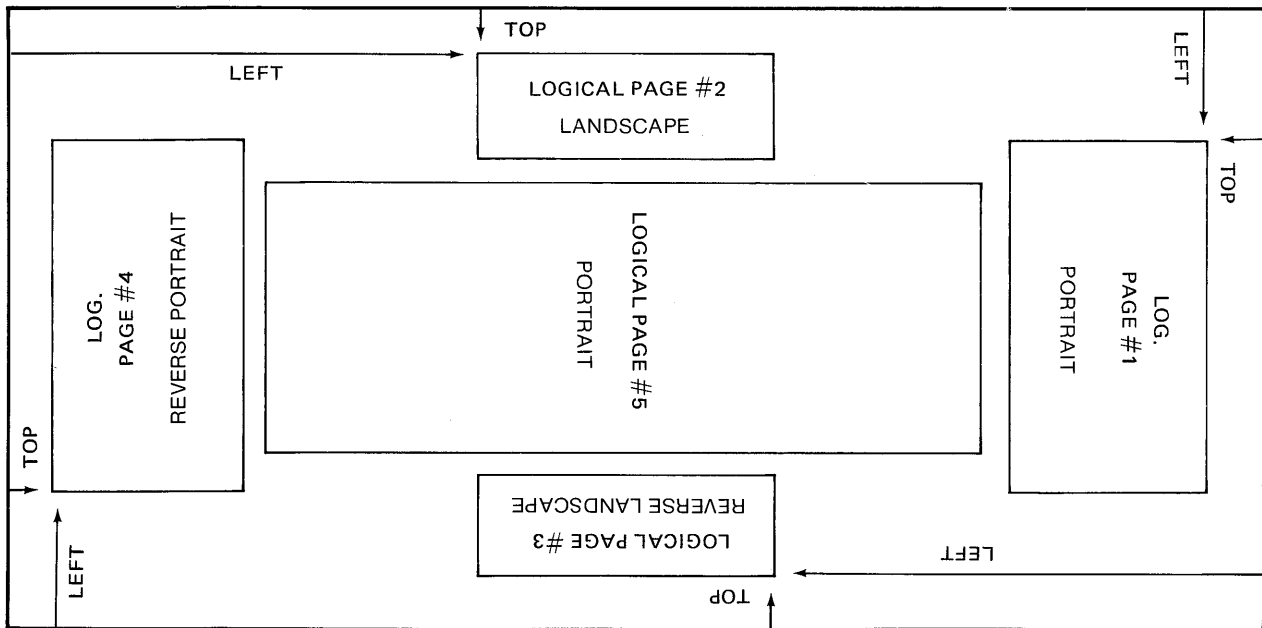 TOP
LEFT
LOGICAL PAGE #2
LANDSCAPE
LEFT
TOP
LOG.
PAGE #4
REVERSE PORTRAIT
LOGICAL PAGE #5
PORTRAIT
LOG.
PAGE #1
PORTRAIT
TOP
LEFT
LOGICAL PAGE #3
REVERSE LANDSCAPE
LEFT
TOP